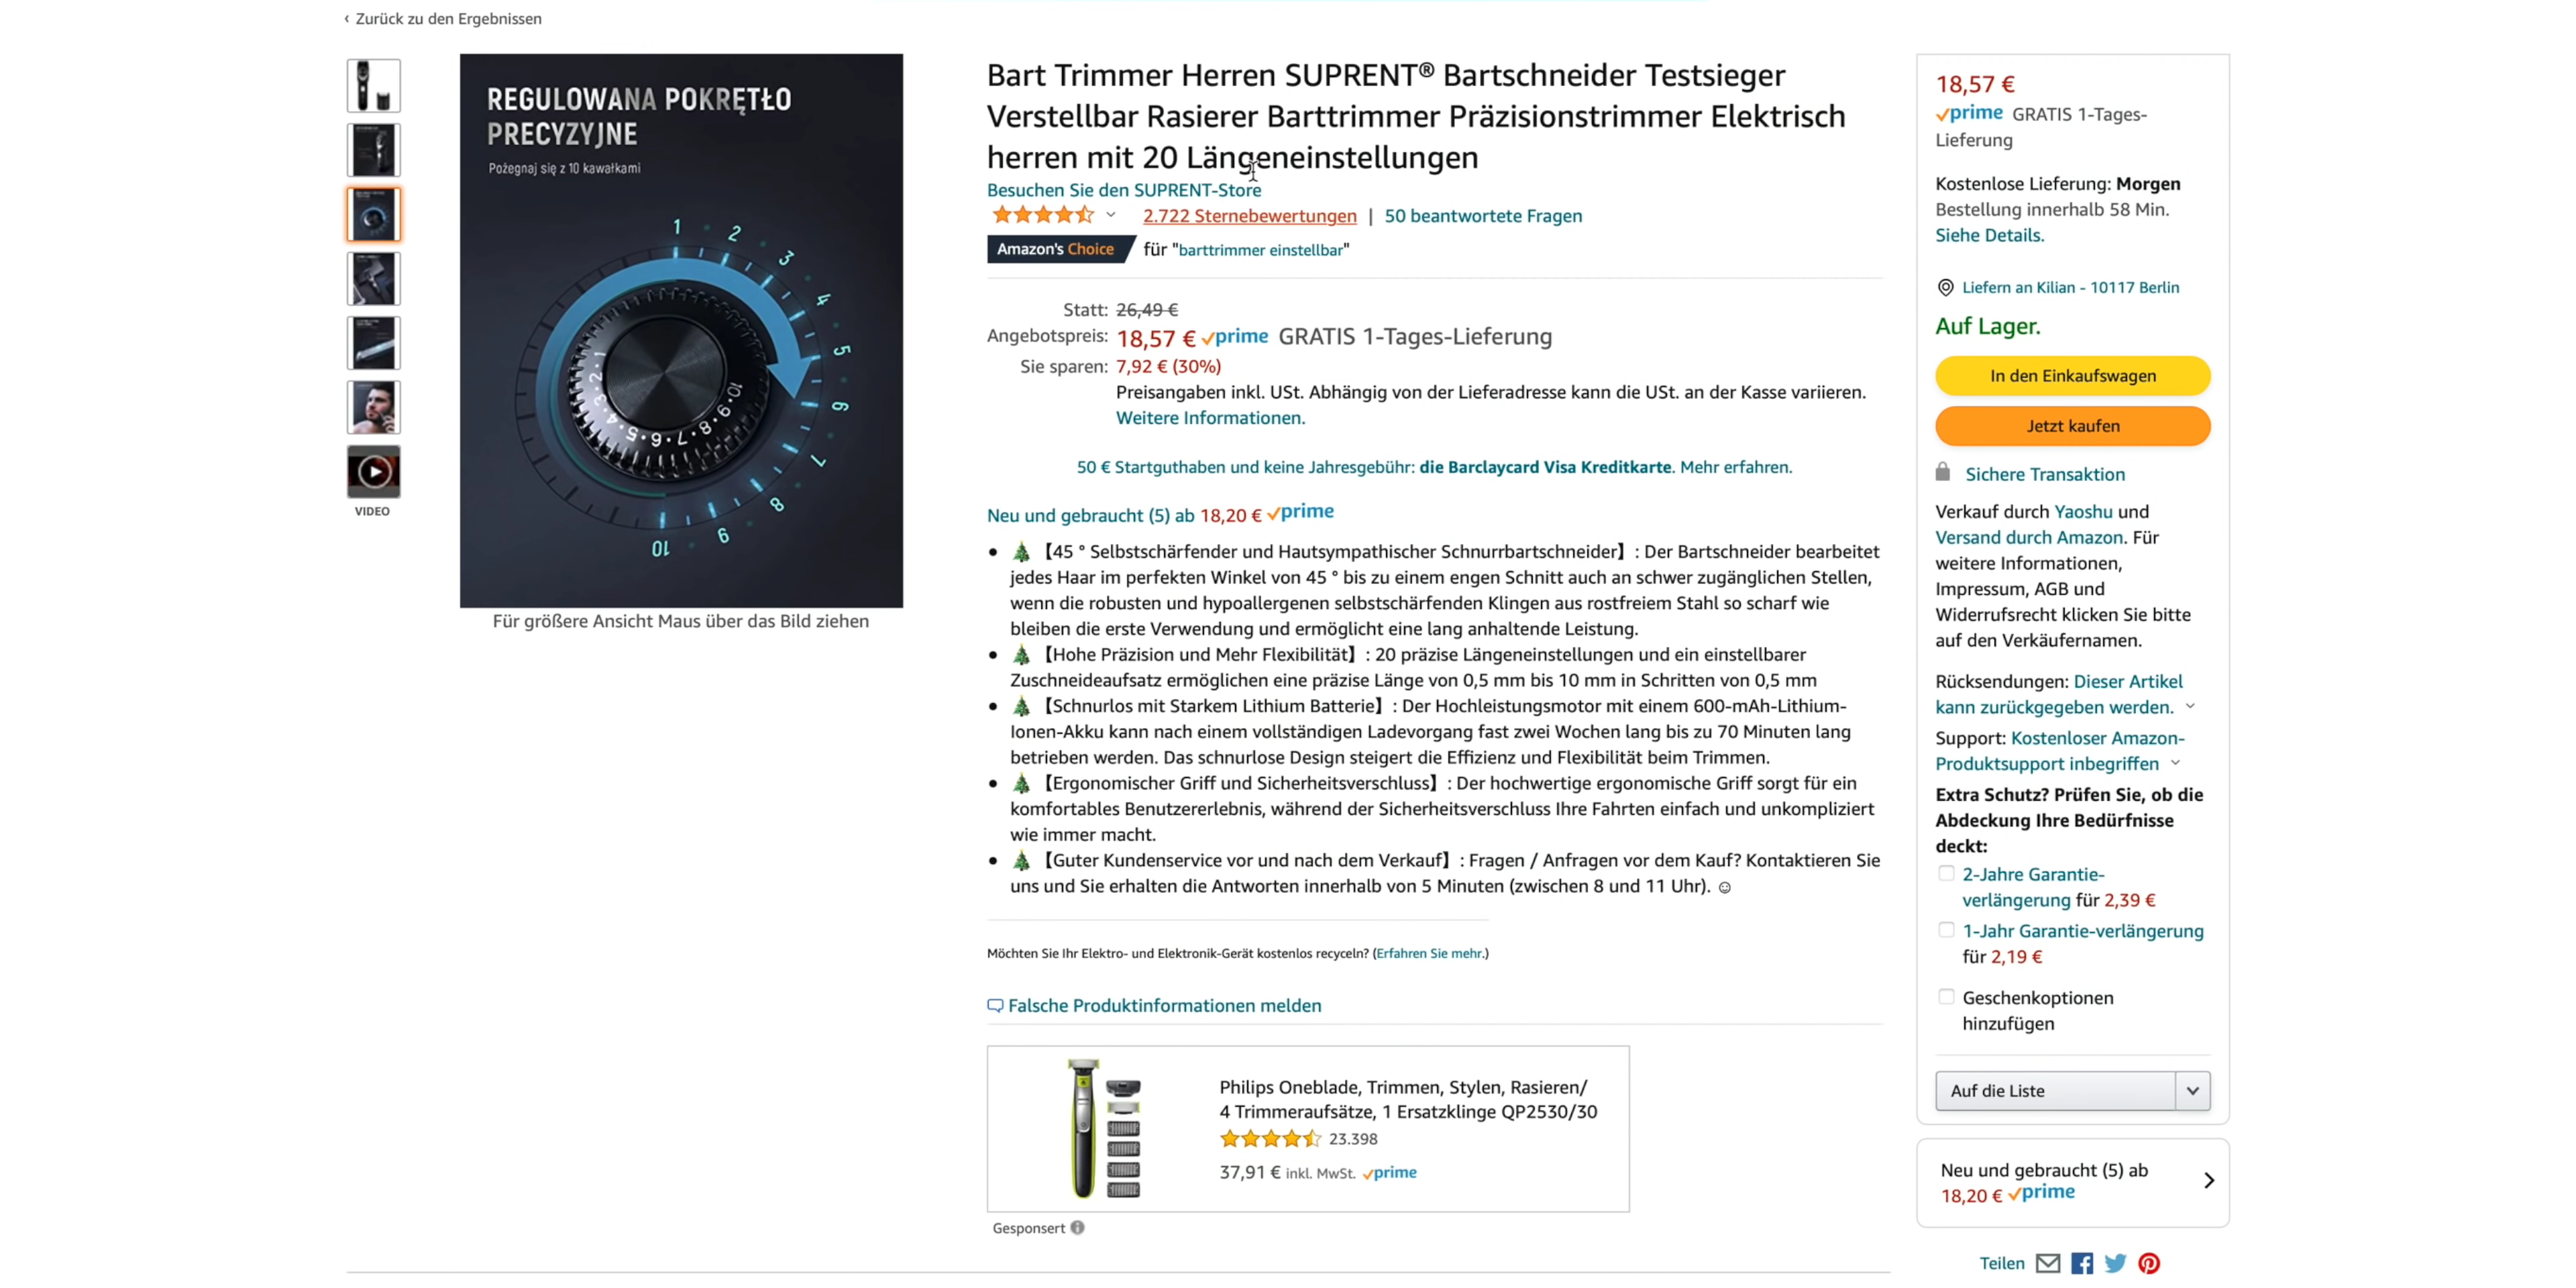 ‹ Zurück zu den Ergebnissen
VIDEO
REGULOWANA POKRĘTŁO
PRECYZYJNE
Pożegnaj się z 10 kawałkami
1
2
3
4
5
6
7
8
9
10
1·2·3·4·5·6·7·8·9·10
Für größere Ansicht Maus über das Bild ziehen
Bart Trimmer Herren SUPRENT® Bartschneider Testsieger
Verstellbar Rasierer Barttrimmer Präzisionstrimmer Elektrisch
herren mit 20 Längeneinstellungen
Besuchen Sie den SUPRENT-Store
2.722 Sternebewertungen | 50 beantwortete Fragen
Amazon's Choice für "barttrimmer einstellbar"
Statt: 26,49 €
Angebotspreis: 18,57 € prime GRATIS 1-Tages-Lieferung
Sie sparen: 7,92 € (30%)
Preisangaben inkl. USt. Abhängig von der Lieferadresse kann die USt. an der Kasse variieren.
Weitere Informationen.
50 € Startguthaben und keine Jahresgebühr: die Barclaycard Visa Kreditkarte. Mehr erfahren.
Neu und gebraucht (5) ab 18,20 € prime
• 🎄【45 ° Selbstschärfender und Hautsympathischer Schnurrbartschneider】: Der Bartschneider bearbeitet
jedes Haar im perfekten Winkel von 45 ° bis zu einem engen Schnitt auch an schwer zugänglichen Stellen,
wenn die robusten und hypoallergenen selbstschärfenden Klingen aus rostfreiem Stahl so scharf wie
bleiben die erste Verwendung und ermöglicht eine lang anhaltende Leistung.
• 🎄【Hohe Präzision und Mehr Flexibilität】: 20 präzise Längeneinstellungen und ein einstellbarer
Zuschneideaufsatz ermöglichen eine präzise Länge von 0,5 mm bis 10 mm in Schritten von 0,5 mm
• 🎄【Schnurlos mit Starkem Lithium Batterie】: Der Hochleistungsmotor mit einem 600-mAh-Lithium-
Ionen-Akku kann nach einem vollständigen Ladevorgang fast zwei Wochen lang bis zu 70 Minuten lang
betrieben werden. Das schnurlose Design steigert die Effizienz und Flexibilität beim Trimmen.
• 🎄【Ergonomischer Griff und Sicherheitsverschluss】: Der hochwertige ergonomische Griff sorgt für ein
komfortables Benutzererlebnis, während der Sicherheitsverschluss Ihre Fahrten einfach und unkompliziert
wie immer macht.
• 🎄【Guter Kundenservice vor und nach dem Verkauf】: Fragen / Anfragen vor dem Kauf? Kontaktieren Sie
uns und Sie erhalten die Antworten innerhalb von 5 Minuten (zwischen 8 und 11 Uhr). ☺
Möchten Sie Ihr Elektro- und Elektronik-Gerät kostenlos recyceln? (Erfahren Sie mehr.)
Falsche Produktinformationen melden
Philips Oneblade, Trimmen, Stylen, Rasieren/
4 Trimmeraufsätze, 1 Ersatzklinge QP2530/30
23.398
37,91 € inkl. MwSt. prime
Gesponsert
18,57 €
prime GRATIS 1-Tages-
Lieferung
Kostenlose Lieferung: Morgen
Bestellung innerhalb 58 Min.
Siehe Details.
Liefern an Kilian - 10117 Berlin
Auf Lager.
In den Einkaufswagen
Jetzt kaufen
Sichere Transaktion
Verkauf durch Yaoshu und
Versand durch Amazon. Für
weitere Informationen,
Impressum, AGB und
Widerrufsrecht klicken Sie bitte
auf den Verkäufernamen.
Rücksendungen: Dieser Artikel
kann zurückgegeben werden.
Support: Kostenloser Amazon-
Produktsupport inbegriffen
Extra Schutz? Prüfen Sie, ob die
Abdeckung Ihre Bedürfnisse
deckt:
2-Jahre Garantie-
verlängerung für 2,39 €
1-Jahr Garantie-verlängerung
für 2,19 €
Geschenkoptionen
hinzufügen
Auf die Liste
Neu und gebraucht (5) ab
18,20 € prime
Teilen